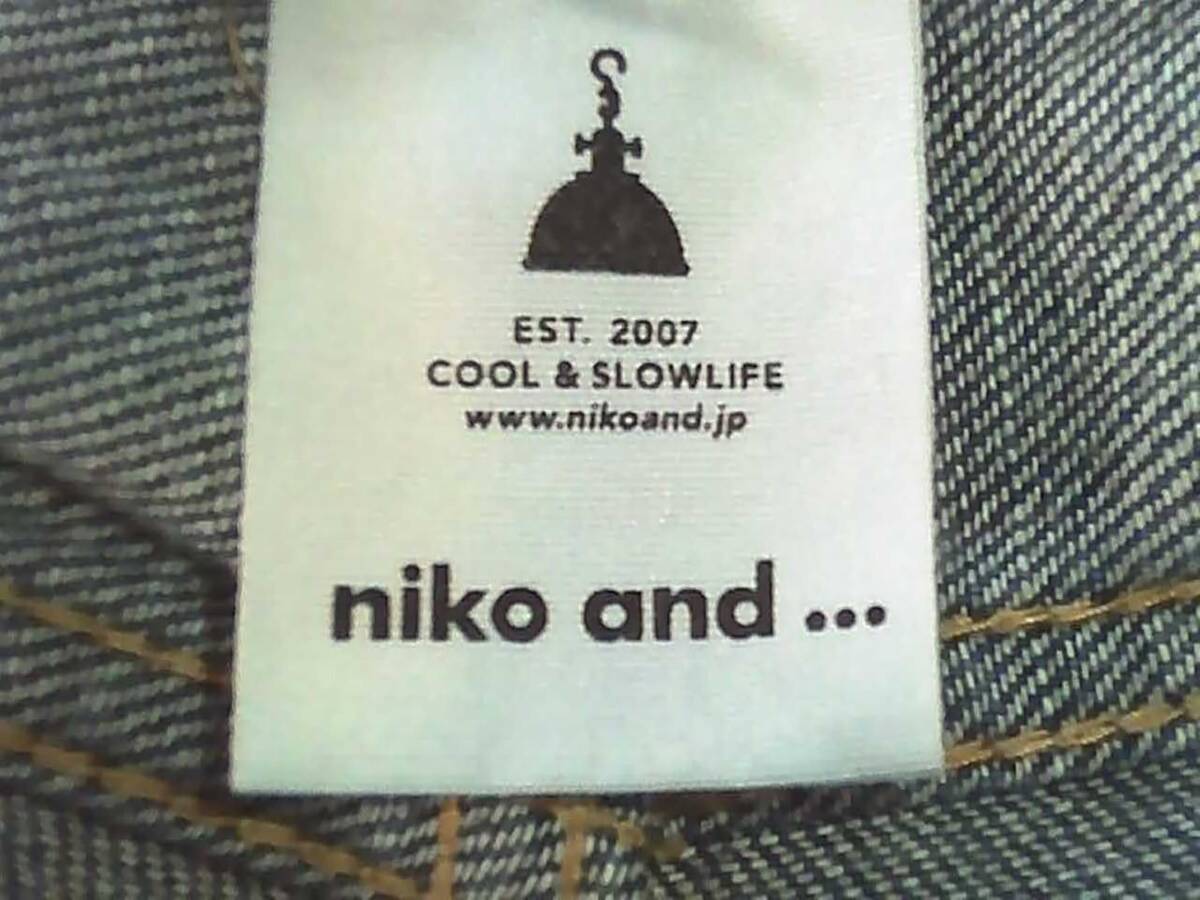 EST. 2007
COOL & SLOWLIFE
www.nikoand.jp
niko and ...